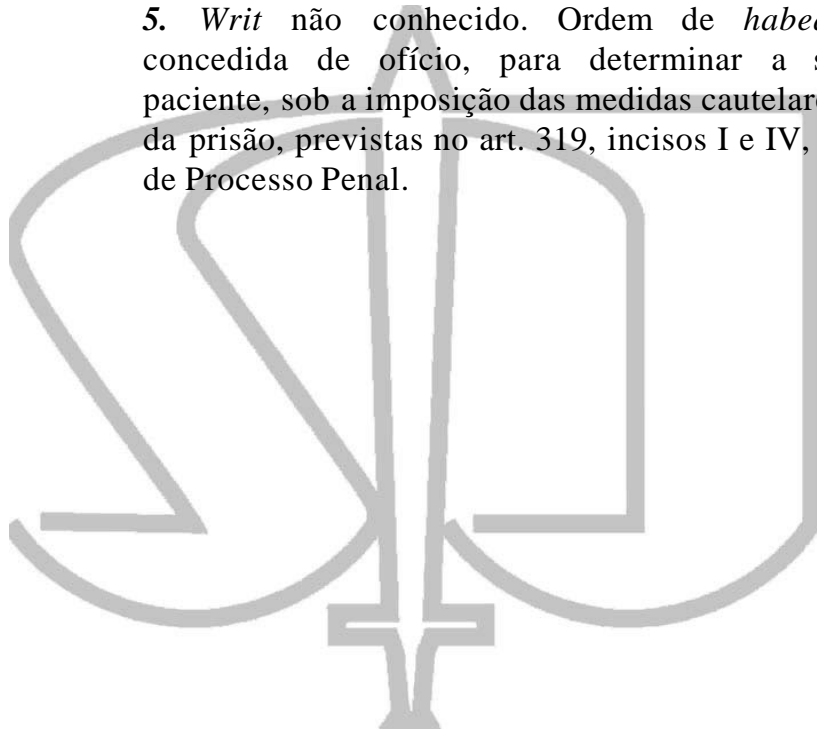 5. Writ não conhecido. Ordem de
concedida de ofício, para determinar a
paciente, sob a imposição das medidas
da prisão, previstas no art. 319, incisos I e IV,
de Processo Penal.